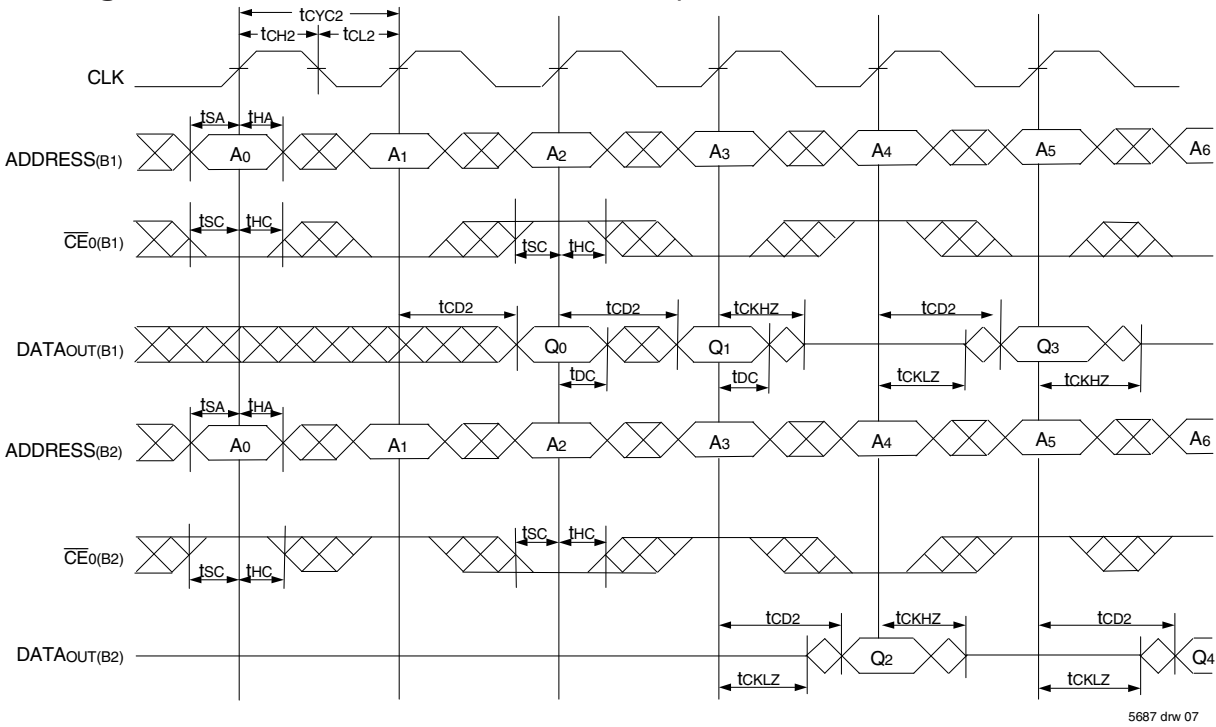 tCYC2
tCH2 tCL2
CLK
tSA tHA
ADDRESS(B1) A0 A1 A2 A3 A4 A5 A6
tSC tHC
CE0(B1) tSC tHC
tCD2 tCD2 tCKHZ tCD2
DATAOUT(B1) Q0 Q1 Q3
tDC tDC tCKLZ tCKHZ
tSA tHA
ADDRESS(B2) A0 A1 A2 A3 A4 A5 A6
tSC tHC
CE0(B2)
tSC tHC
tCD2 tCKHZ tCD2
DATAOUT(B2) Q2 Q4
tCKLZ tCKLZ
5687 drw 07